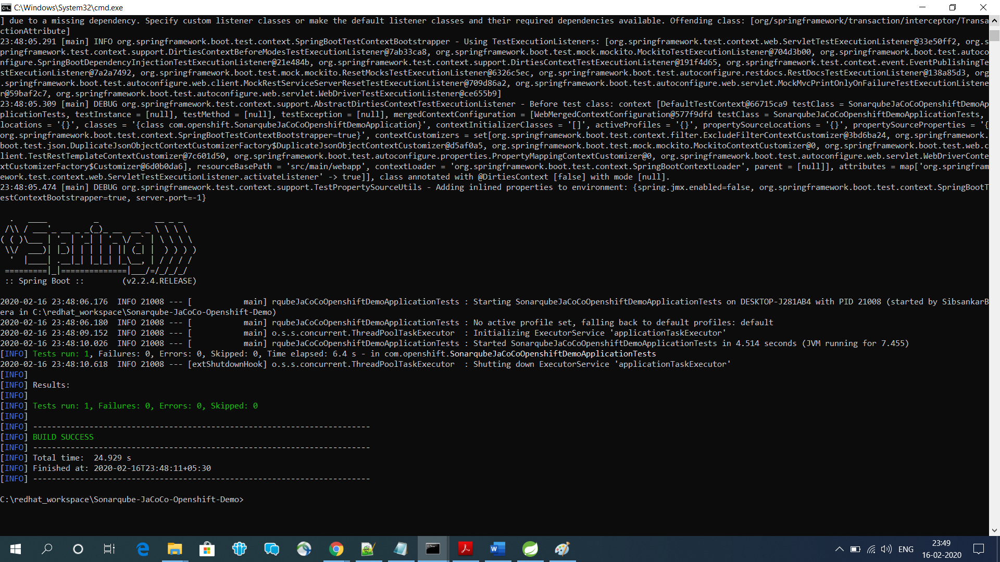 C:\Windows\System32\cmd.exe
] due to a missing dependency. Specify custom listener classes or make the default listener classes and their required dependencies available. Offending class: [org/springframework/transaction/interceptor/Transa
ctionAttribute]
23:48:05.291 [main] INFO org.springframework.boot.test.context.SpringBootTestContextBootstrapper - Using TestExecutionListeners: [org.springframework.test.context.web.ServletTestExecutionListener@33e50ff2, org.s
pringframework.test.context.support.DirtiesContextBeforeModesTestExecutionListener@7ab33ca8, org.springframework.boot.test.mock.mockito.MockitoTestExecutionListener@704d3b00, org.springframework.boot.test.autoco
nfigure.SpringBootDependencyInjectionTestExecutionListener@21e484b, org.springframework.test.context.support.DirtiesContextTestExecutionListener@191f4d65, org.springframework.test.context.event.EventPublishingTe
stExecutionListener@7a2a7492, org.springframework.boot.test.mock.mockito.ResetMocksTestExecutionListener@6326c5ec, org.springframework.boot.test.autoconfigure.restdocs.RestDocsTestExecutionListener@138a85d3, org
.springframework.boot.test.autoconfigure.web.client.MockRestServiceServerResetTestExecutionListener@709d86a2, org.springframework.boot.test.autoconfigure.web.servlet.MockMvcPrintOnlyOnFailureTestExecutionListene
r@59baf2c7, org.springframework.boot.test.autoconfigure.web.servlet.WebDriverTestExecutionListener@ce655b9]
23:48:05.309 [main] DEBUG org.springframework.test.context.support.AbstractDirtiesContextTestExecutionListener - Before test class: context [DefaultTestContext@66715ca9 testClass = SonarqubeJaCoCoOpenshiftDemoAp
plicationTests, testInstance = [null], testMethod = [null], testException = [null], mergedContextConfiguration = [WebMergedContextConfiguration@577f9dfd testClass = SonarqubeJaCoCoOpenshiftDemoApplicationTests,
locations = '{}', classes = '{class com.openshift.SonarqubeJaCoCoOpenshiftDemoApplication}', contextInitializerClasses = '[]', activeProfiles = '{}', propertySourceLocations = '{}', propertySourceProperties = '{
org.springframework.boot.test.context.SpringBootTestContextBootstrapper=true}', contextCustomizers = set[org.springframework.boot.test.context.filter.ExcludeFilterContextCustomizer@3bd6ba24, org.springframework.
boot.test.json.DuplicateJsonObjectContextCustomizerFactory$DuplicateJsonObjectContextCustomizer@d5af0a5, org.springframework.boot.test.mock.mockito.MockitoContextCustomizer@0, org.springframework.boot.test.web.c
lient.TestRestTemplateContextCustomizer@7c601d50, org.springframework.boot.test.autoconfigure.properties.PropertyMappingContextCustomizer@0, org.springframework.boot.test.autoconfigure.web.servlet.WebDriverConte
xtCustomizerFactory$Customizer@6d0b0da6], resourceBasePath = 'src/main/webapp', contextLoader = 'org.springframework.boot.test.context.SpringBootContextLoader', parent = [null]], attributes = map['org.springfram
ework.test.context.web.ServletTestExecutionListener.activateListener' -> true]], class annotated with @DirtiesContext [false] with mode [null].
23:48:05.474 [main] DEBUG org.springframework.test.context.support.TestPropertySourceUtils - Adding inlined properties to environment: {spring.jmx.enabled=false, org.springframework.boot.test.context.SpringBootT
estContextBootstrapper=true, server.port=-1}
  .   ____          _            __ _ _
 /\\ / ___'_ __ _ _(_)_ __  __ _ \ \ \ \
( ( )\___ | '_ | '_| | '_ \/ _` | \ \ \ \
 \\/  ___)| |_)| | | | | || (_| |  ) ) ) )
  '  |____| .__|_| |_|_| |_\__, | / / / /
 =========|_|==============|___/=/_/_/_/
 :: Spring Boot ::        (v2.2.4.RELEASE)
2020-02-16 23:48:06.176  INFO 21008 --- [           main] rqubeJaCoCoOpenshiftDemoApplicationTests : Starting SonarqubeJaCoCoOpenshiftDemoApplicationTests on DESKTOP-J281AB4 with PID 21008 (started by SibsankarB
era in C:\redhat_workspace\Sonarqube-JaCoCo-Openshift-Demo)
2020-02-16 23:48:06.180  INFO 21008 --- [           main] rqubeJaCoCoOpenshiftDemoApplicationTests : No active profile set, falling back to default profiles: default
2020-02-16 23:48:09.152  INFO 21008 --- [           main] o.s.s.concurrent.ThreadPoolTaskExecutor  : Initializing ExecutorService 'applicationTaskExecutor'
2020-02-16 23:48:10.026  INFO 21008 --- [           main] rqubeJaCoCoOpenshiftDemoApplicationTests : Started SonarqubeJaCoCoOpenshiftDemoApplicationTests in 4.514 seconds (JVM running for 7.455)
[INFO] Tests run: 1, Failures: 0, Errors: 0, Skipped: 0, Time elapsed: 6.4 s - in com.openshift.SonarqubeJaCoCoOpenshiftDemoApplicationTests
2020-02-16 23:48:10.618  INFO 21008 --- [extShutdownHook] o.s.s.concurrent.ThreadPoolTaskExecutor  : Shutting down ExecutorService 'applicationTaskExecutor'
[INFO]
[INFO] Results:
[INFO]
[INFO] Tests run: 1, Failures: 0, Errors: 0, Skipped: 0
[INFO]
[INFO] ------------------------------------------------------------------------
[INFO] BUILD SUCCESS
[INFO] ------------------------------------------------------------------------
[INFO] Total time:  24.929 s
[INFO] Finished at: 2020-02-16T23:48:11+05:30
[INFO] ------------------------------------------------------------------------
C:\redhat_workspace\Sonarqube-JaCoCo-Openshift-Demo>
ENG
23:49
16-02-2020